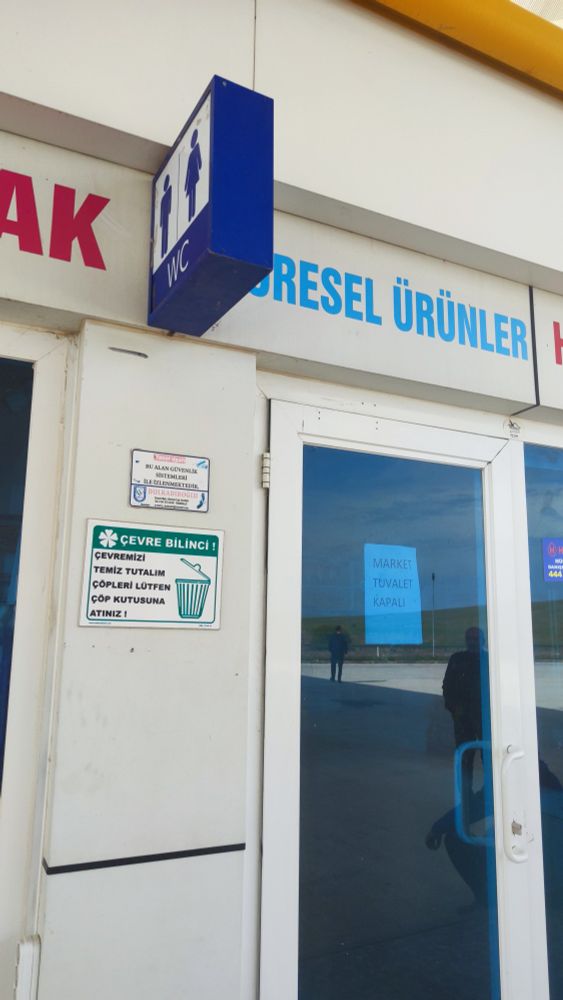 AK
WC
ÖRESEL ÜRÜNLER
BU ALAN GÜVENLİK
SİSTEMLERİ
İLE İZLENMEKTEDİR.
ÇEVRE BİLİNCİ !
ÇEVREMİZİ
TEMİZ TUTALIM
ÇÖPLERİ LÜTFEN
ÇÖP KUTUSUNA
ATINIZ !
MARKET
TUVALET
KAPALI
444